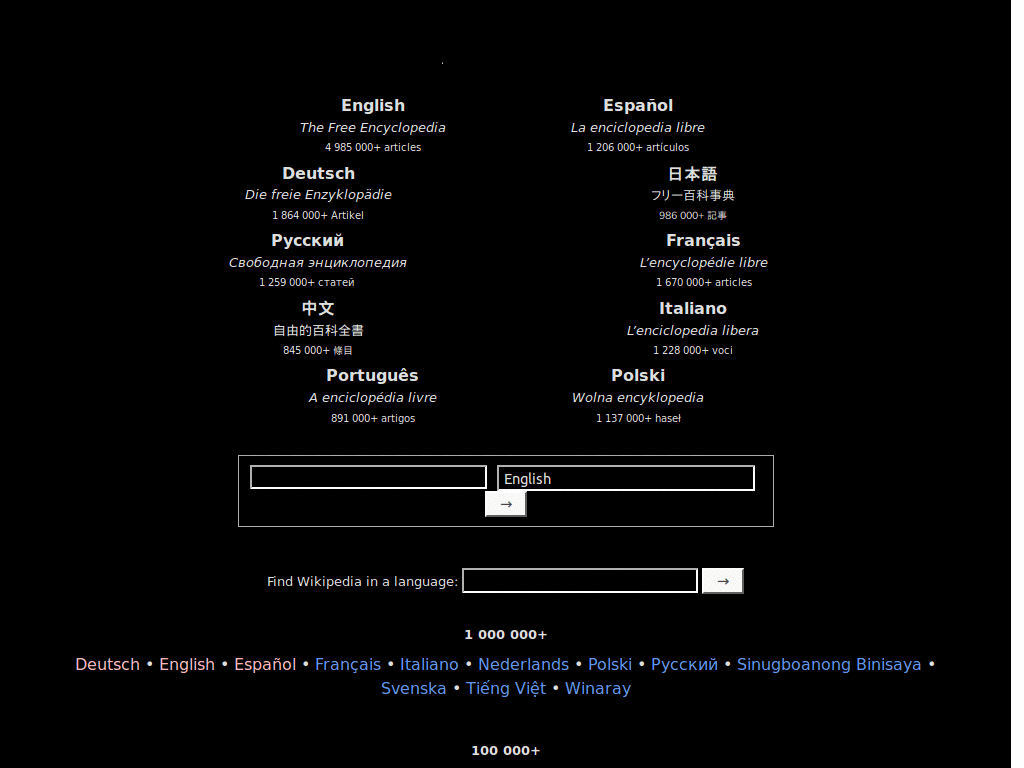 English
The Free Encyclopedia
4 985 000+ articles
Español
La enciclopedia libre
1 206 000+ artículos
Deutsch
Die freie Enzyklopädie
1 864 000+ Artikel
日本語
フリー百科事典
986 000+ 記事
Русский
Свободная энциклопедия
1 259 000+ статей
Français
L’encyclopédie libre
1 670 000+ articles
中文
自由的百科全書
845 000+ 條目
Italiano
L’enciclopedia libera
1 228 000+ voci
Português
A enciclopédia livre
891 000+ artigos
Polski
Wolna encyklopedia
1 137 000+ haseł
English
→
Find Wikipedia in a language: →
1 000 000+
Deutsch • English • Español • Français • Italiano • Nederlands • Polski • Русский • Sinugboanong Binisaya •
Svenska • Tiếng Việt • Winaray
100 000+